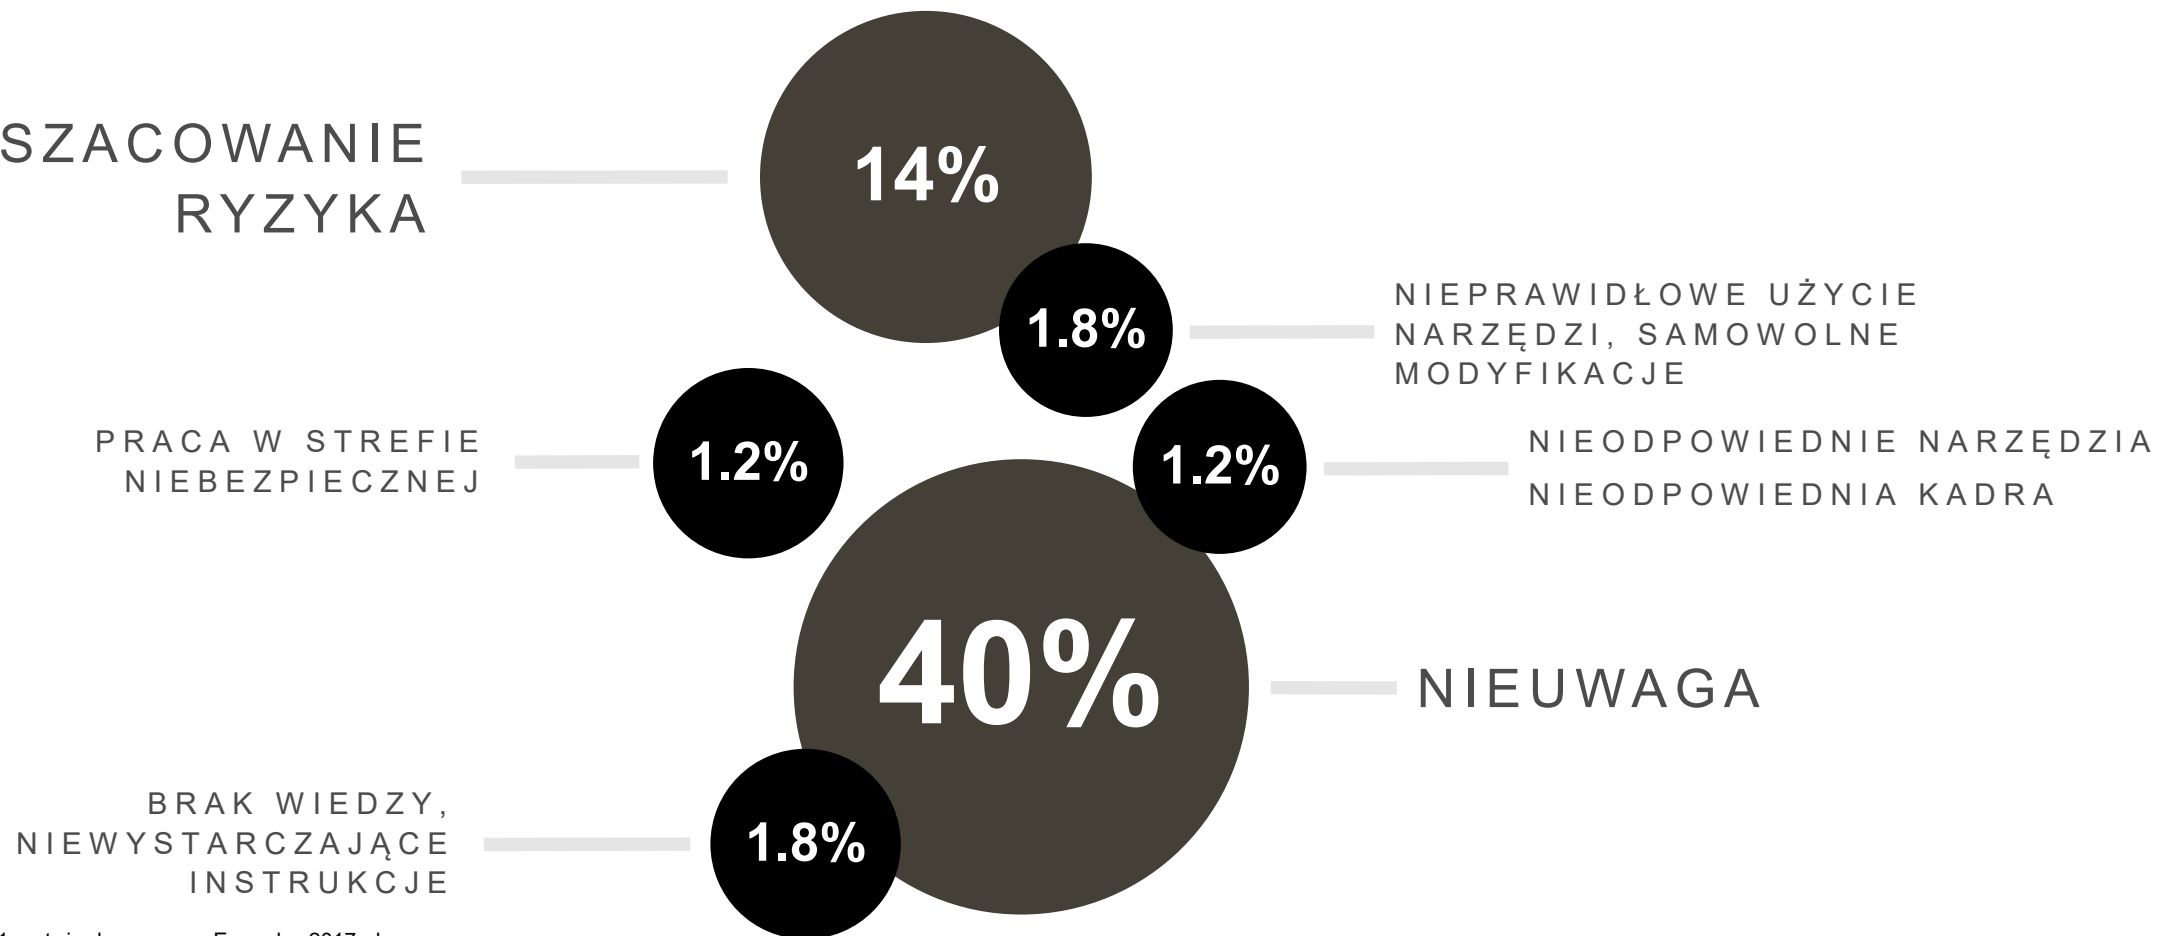 SZACOWANIE
RYZYKA
14%
1.8%
NIEPRAWIDŁOWE UŻYCIE
NARZĘDZI, SAMOWOLNE
MODYFIKACJE
PRACA W STREFIE
NIEBEZPIECZNEJ
1.2%
1.2%
NIEODPOWIEDNIE NARZĘDZIA
NIEODPOWIEDNIA KADRA
40%
NIEUWAGA
BRAK WIEDZY,
NIEWYSTARCZAJĄCE
INSTRUKCJE
1.8%